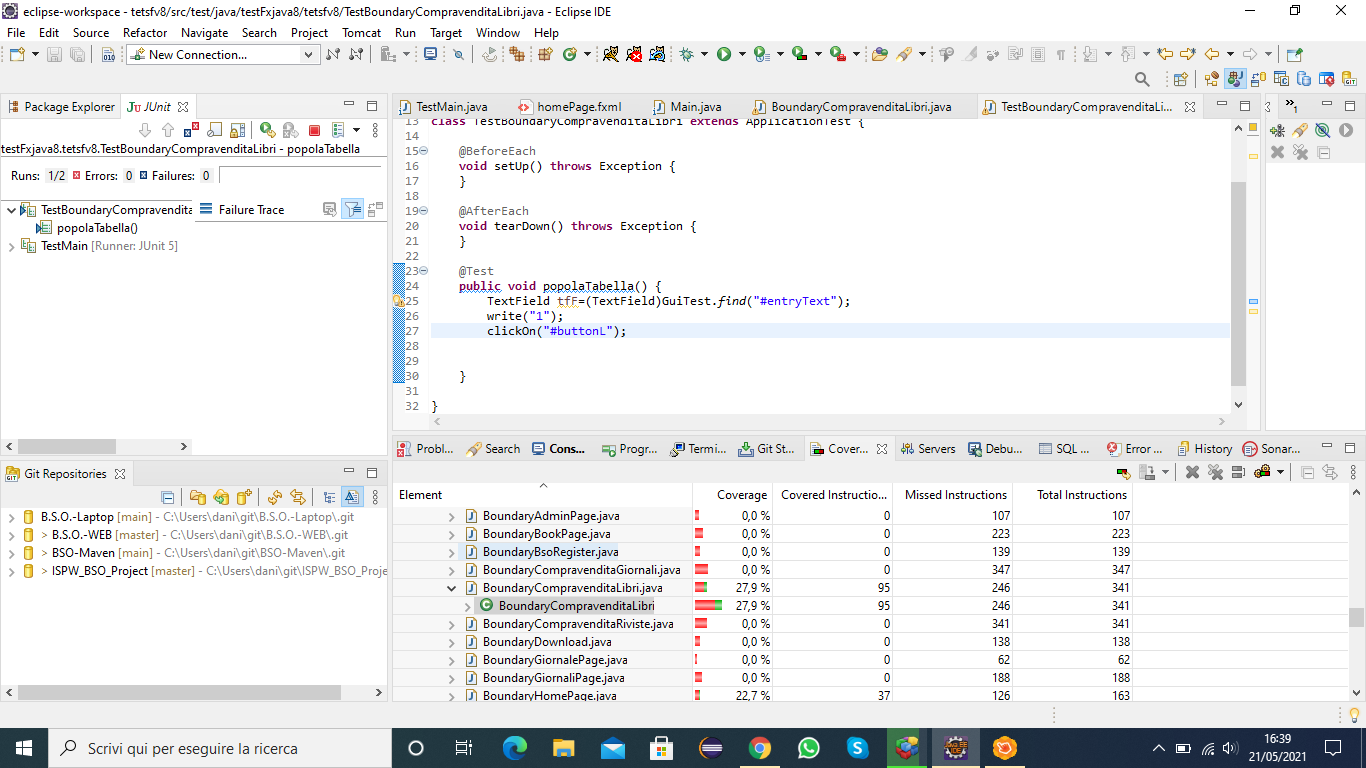 eclipse-workspace - tetsfv8/src/test/java/testFxjava8/tetsfv8/TestBoundaryCompravenditaLibri.java - Eclipse IDE
File Edit Source Refactor Navigate Search Project Tomcat Run Target Window Help
New Connection...
Package Explorer JUnit
testFxjava8.tetsfv8.TestBoundaryCompravenditaLibri - popolaTabella
Runs: 1/2 Errors: 0 Failures: 0
TestBoundaryCompravendita
Failure Trace
popolaTabella()
TestMain [Runner: JUnit 5]
TestMain.java homePage.fxml Main.java BoundaryCompravenditaLibri.java TestBoundaryCompravenditaLi... 1
13 class TestBoundaryCompravenditaLibri extends ApplicationTest {
14
15 @BeforeEach
16 void setUp() throws Exception {
17 }
18
19 @AfterEach
20 void tearDown() throws Exception {
21 }
22
23 @Test
24 public void popolaTabella() {
25 TextField tfF=(TextField)GuiTest.find("#entryText");
26 write("1");
27 clickOn("#buttonL");
28
29
30 }
31
32 }
Git Repositories
B.S.O.-Laptop [main] - C:\Users\dani\git\B.S.O.-Laptop\.git
> B.S.O.-WEB [master] - C:\Users\dani\git\B.S.O.-WEB\.git
BSO-Maven [main] - C:\Users\dani\git\BSO-Maven\.git
> ISPW_BSO_Project [master] - C:\Users\dani\git\ISPW_BSO_Proje
Probl... Search Cons... Progr... Termi... Git St... Cover... Servers Debu... SQL ... Error ... History Sonar...
Element Coverage Covered Instructio... Missed Instructions Total Instructions
BoundaryAdminPage.java 0,0 % 0 107 107
BoundaryBookPage.java 0,0 % 0 223 223
BoundaryBsoRegister.java 0,0 % 0 139 139
BoundaryCompravenditaGiornali.java 0,0 % 0 347 347
BoundaryCompravenditaLibri.java 27,9 % 95 246 341
BoundaryCompravenditaLibri 27,9 % 95 246 341
BoundaryCompravenditaRiviste.java 0,0 % 0 341 341
BoundaryDownload.java 0,0 % 0 138 138
BoundaryGiornalePage.java 0,0 % 0 62 62
BoundaryGiornaliPage.java 0,0 % 0 188 188
BoundaryHomePage.java 22,7 % 37 126 163
Scrivi qui per eseguire la ricerca
16:39
21/05/2021